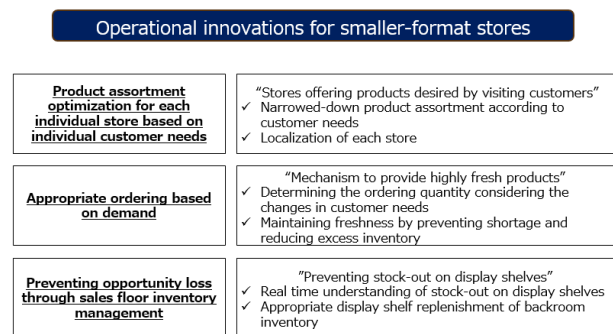 Operational innovations for smaller-format stores
Product assortment
optimization for each
individual store based on
individual customer needs
“Stores offering products desired by visiting customers”
✓ Narrowed-down product assortment according to
customer needs
✓ Localization of each store
Appropriate ordering based
on demand
“Mechanism to provide highly fresh products”
✓ Determining the ordering quantity considering the
changes in customer needs
✓ Maintaining freshness by preventing shortage and
reducing excess inventory
Preventing opportunity loss
through sales floor inventory
management
”Preventing stock-out on display shelves”
✓ Real time understanding of stock-out on display shelves
✓ Appropriate display shelf replenishment of backroom
inventory